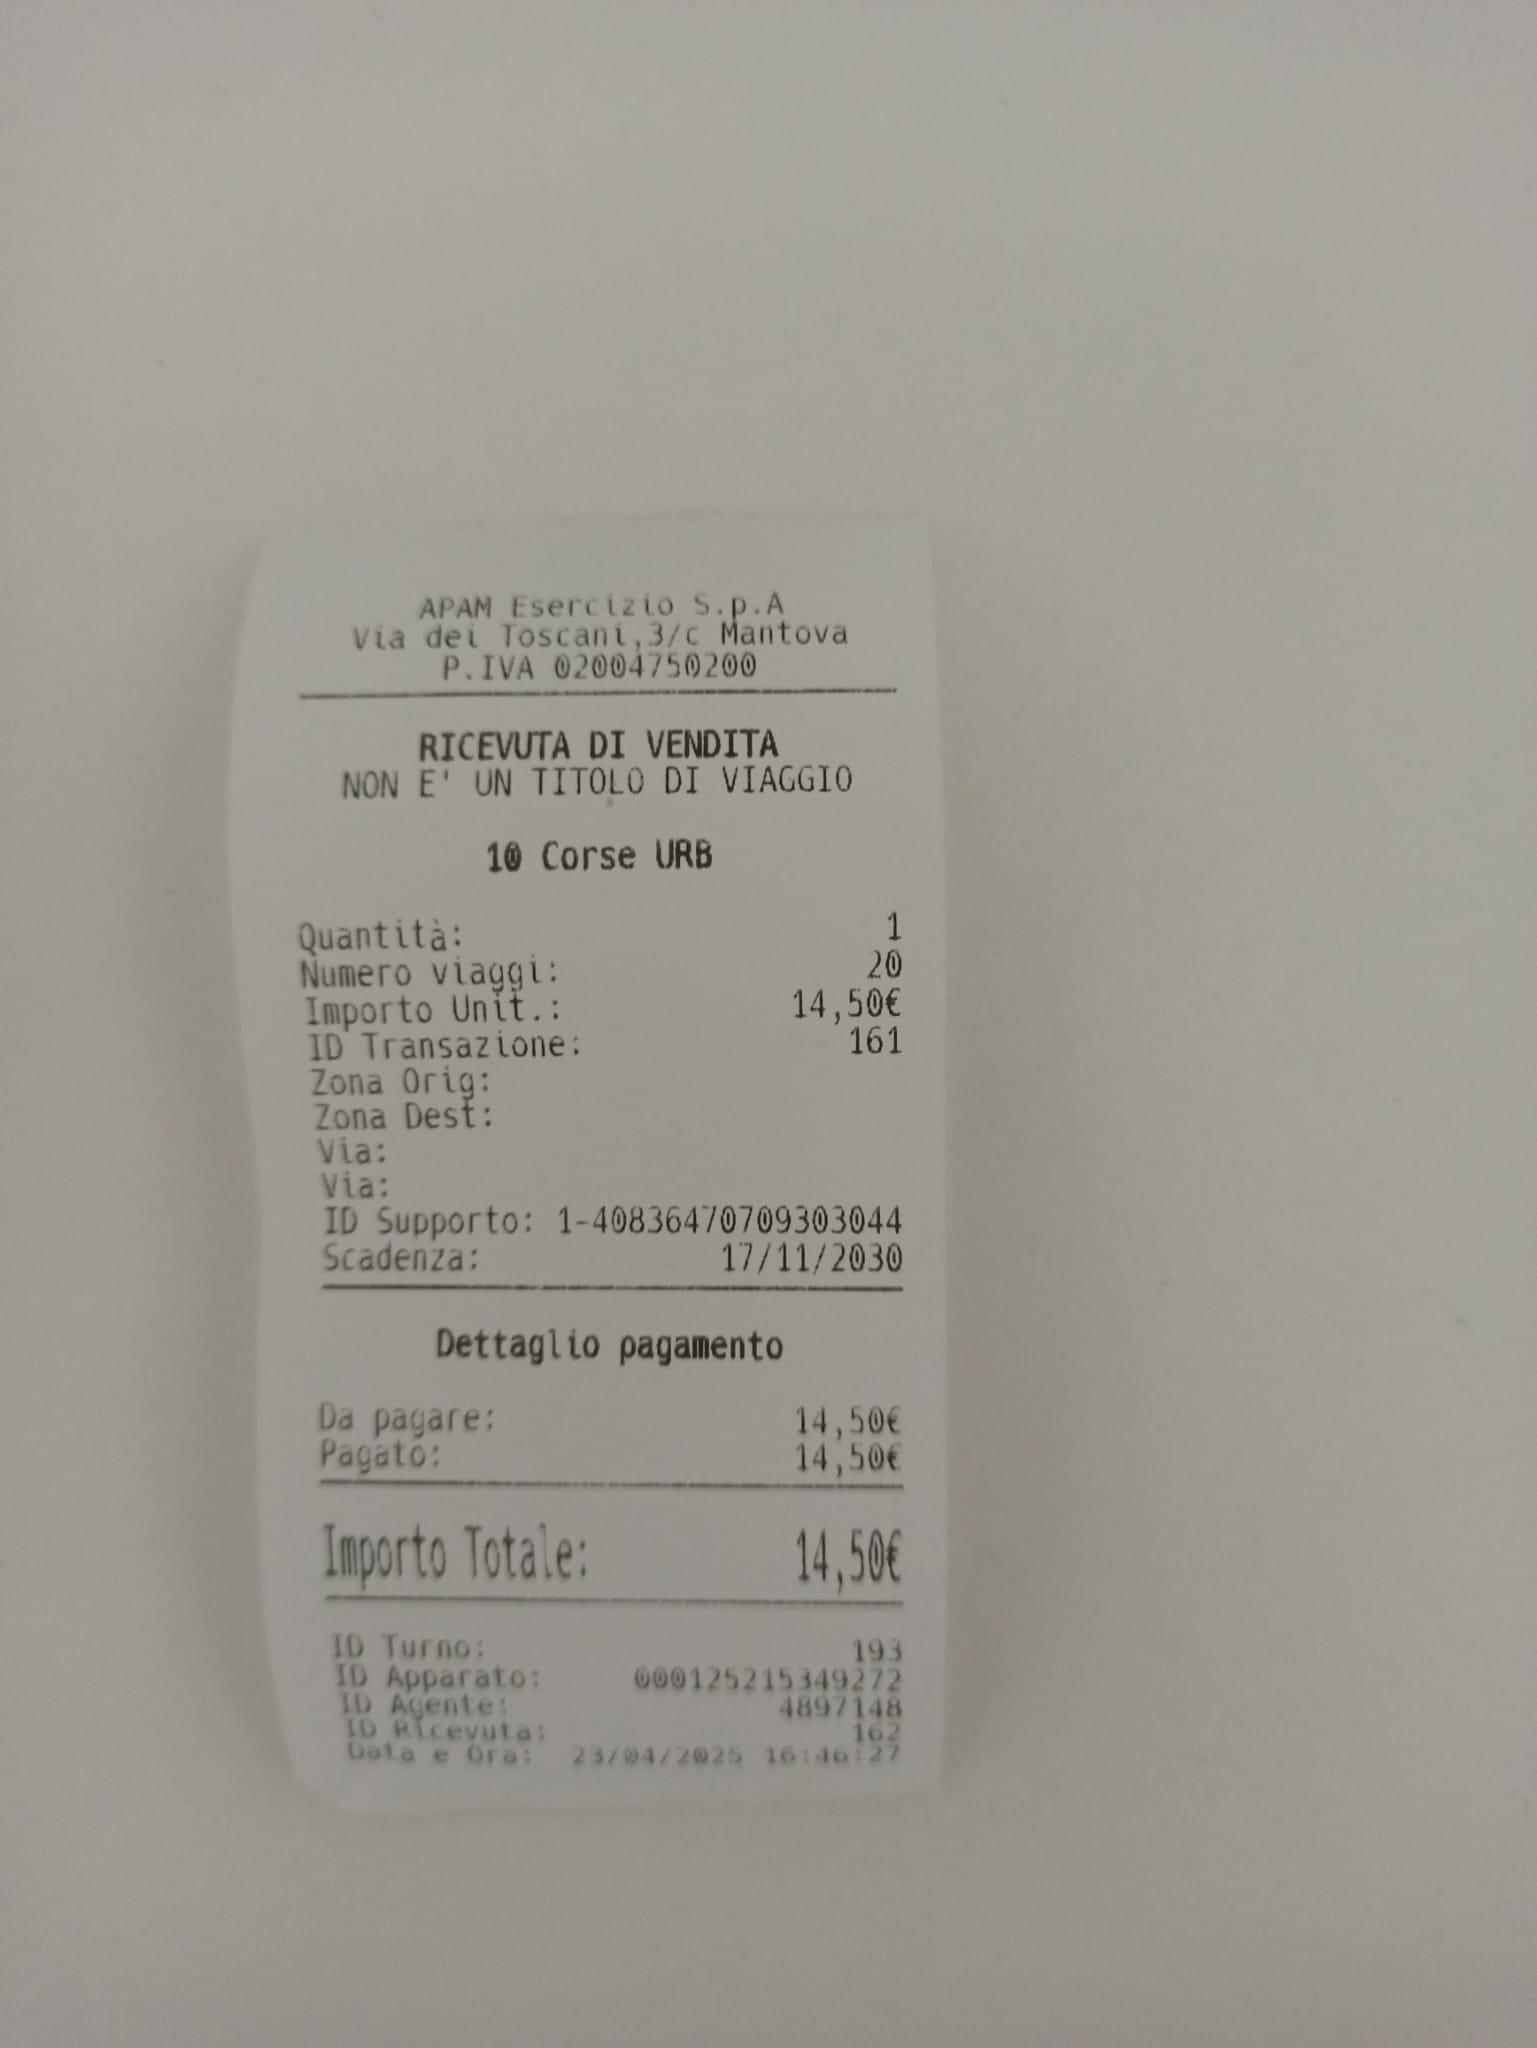 APAM Esercizio S.p.A
Via dei Toscani,3/c Mantova
P.IVA 02004750200
RICEVUTA DI VENDITA
NON E' UN TITOLO DI VIAGGIO
10 Corse URB
Quantità: 1
Numero viaggi: 20
Importo Unit.: 14,50€
ID Transazione: 161
Zona Orig:
Zona Dest:
Via:
Via:
ID Supporto: 1-40836470709303044
Scadenza: 17/11/2030
Dettaglio pagamento
Da pagare: 14,50€
Pagato: 14,50€
Importo Totale: 14,50€
ID Turno: 193
ID Apparato: 000125215349272
ID Agente: 4897148
ID Ricevuta: 162
Data e Ora: 23/04/2025 16:46:27